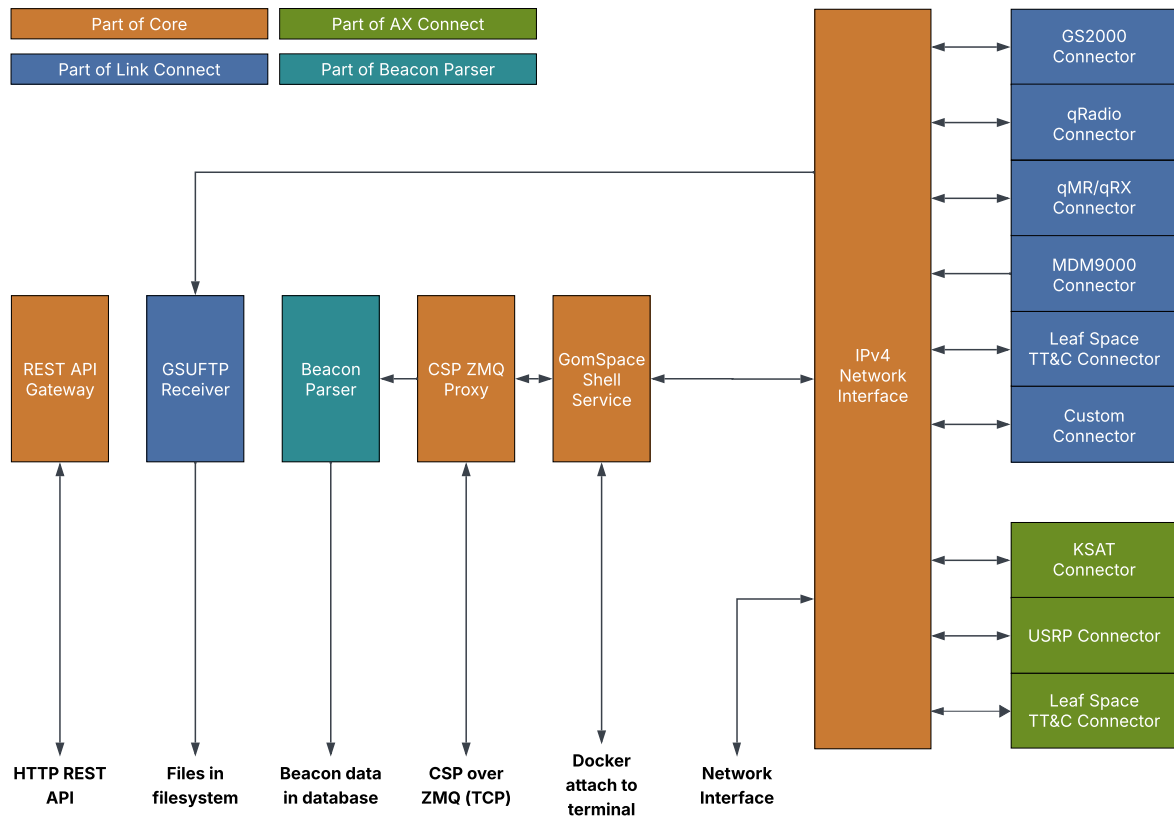 Part of Core
Part of AX Connect
Part of Link Connect
Part of Beacon Parser
GS2000
Connector
qRadio
Connector
qMR/qRX
Connector
MDM9000
Connector
Leaf Space
TT&C Connector
Custom
Connector
REST API
Gateway
GSUFTP
Receiver
Beacon
Parser
CSP ZMQ
Proxy
GomSpace
Shell
Service
IPv4
Network
Interface
KSAT
Connector
USRP Connector
Leaf Space
TT&C Connector
HTTP REST
API
Files in
filesystem
Beacon data
in database
CSP over
ZMQ (TCP)
Docker
attach to
terminal
Network
Interface